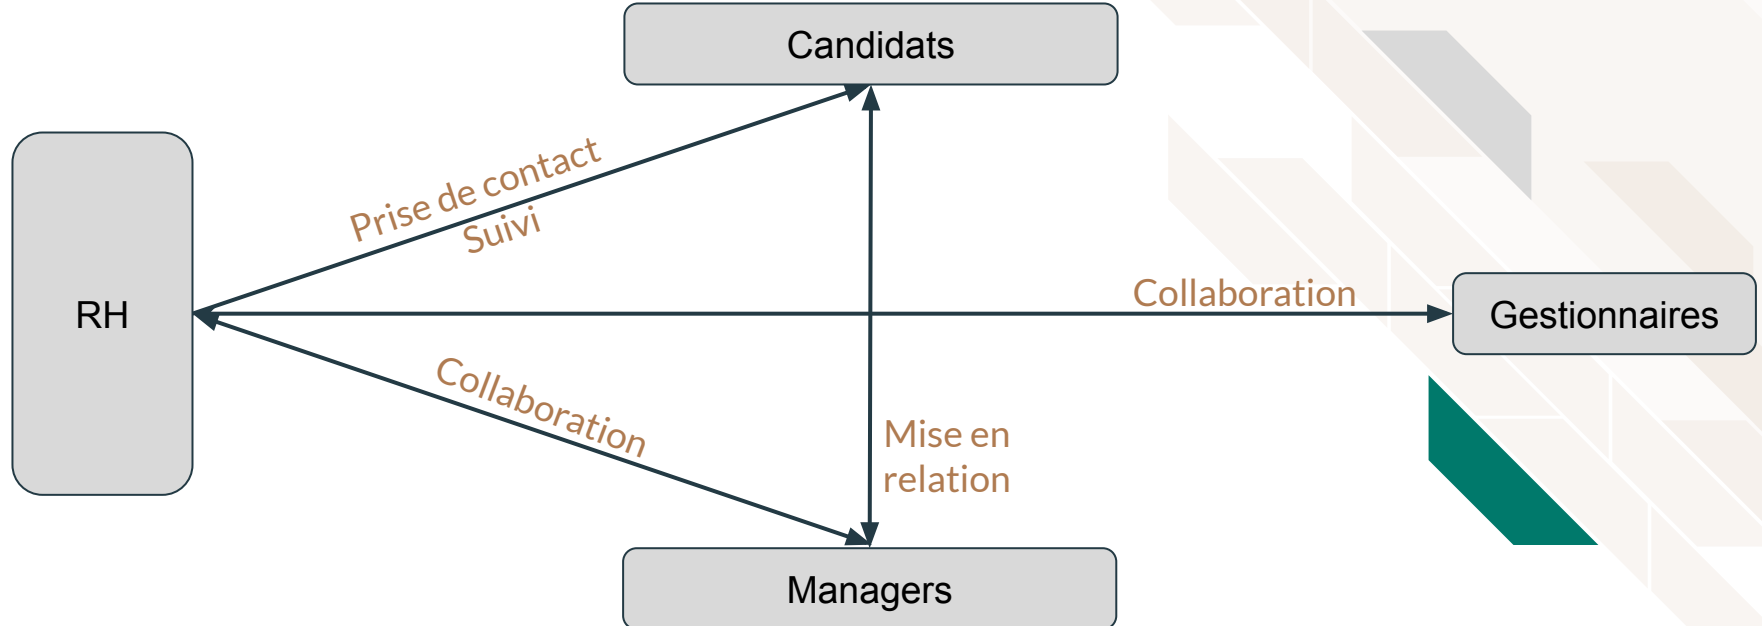 Candidats
Prise de contact
Suivi
RH
Collaboration
Gestionnaires
Collaboration
Mise en
relation
Managers